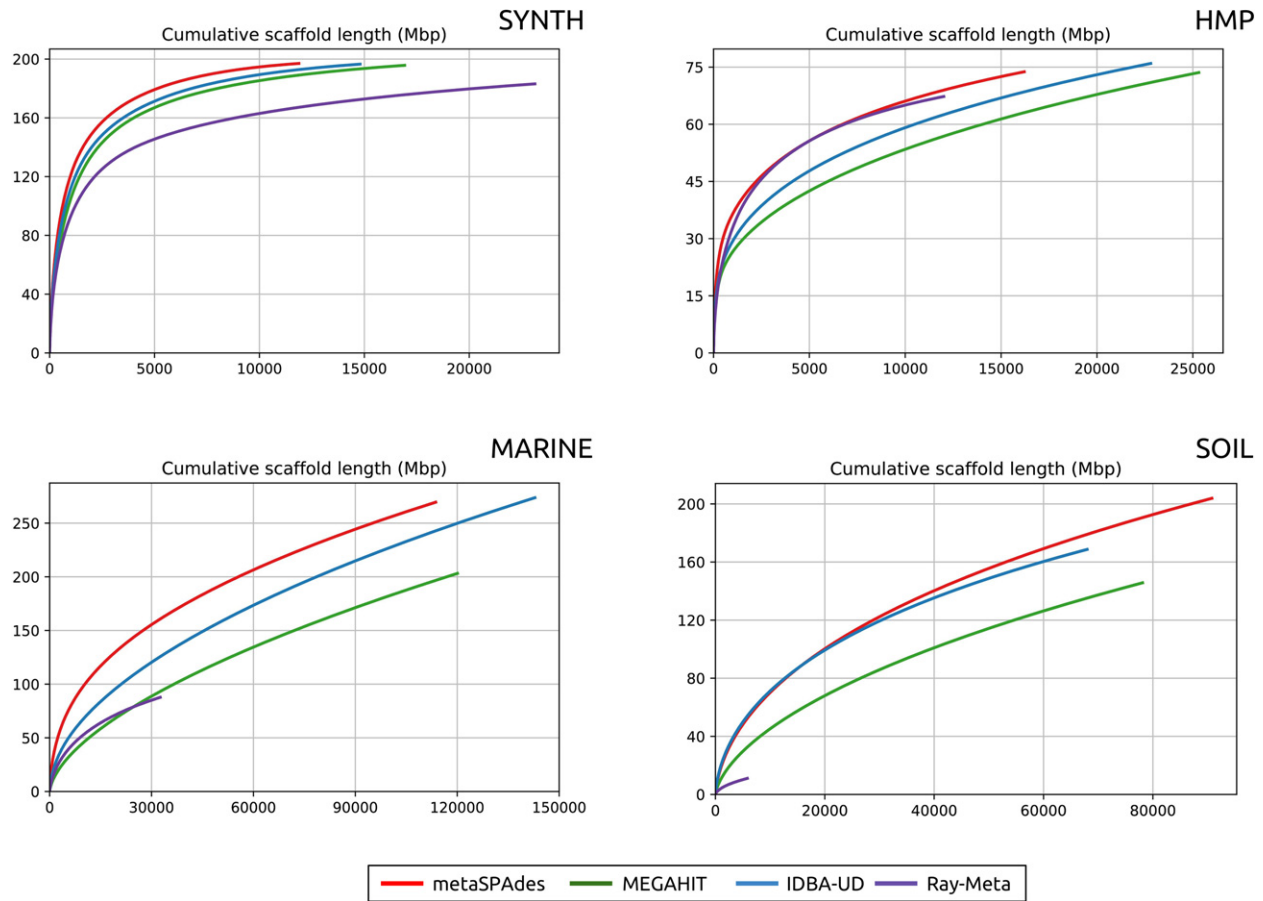 SYNTH
Cumulative scaffold length (Mbp)
200
160
120
80
40
0
0 5000 10000 15000 20000
HMP
Cumulative scaffold length (Mbp)
75
60
45
30
15
0
0 5000 10000 15000 20000 25000
MARINE
Cumulative scaffold length (Mbp)
250
200
150
100
50
0
0 30000 60000 90000 120000 150000
SOIL
Cumulative scaffold length (Mbp)
200
160
120
80
40
0
0 20000 40000 60000 80000
metaSPAdes MEGAHIT IDBA-UD Ray-Meta